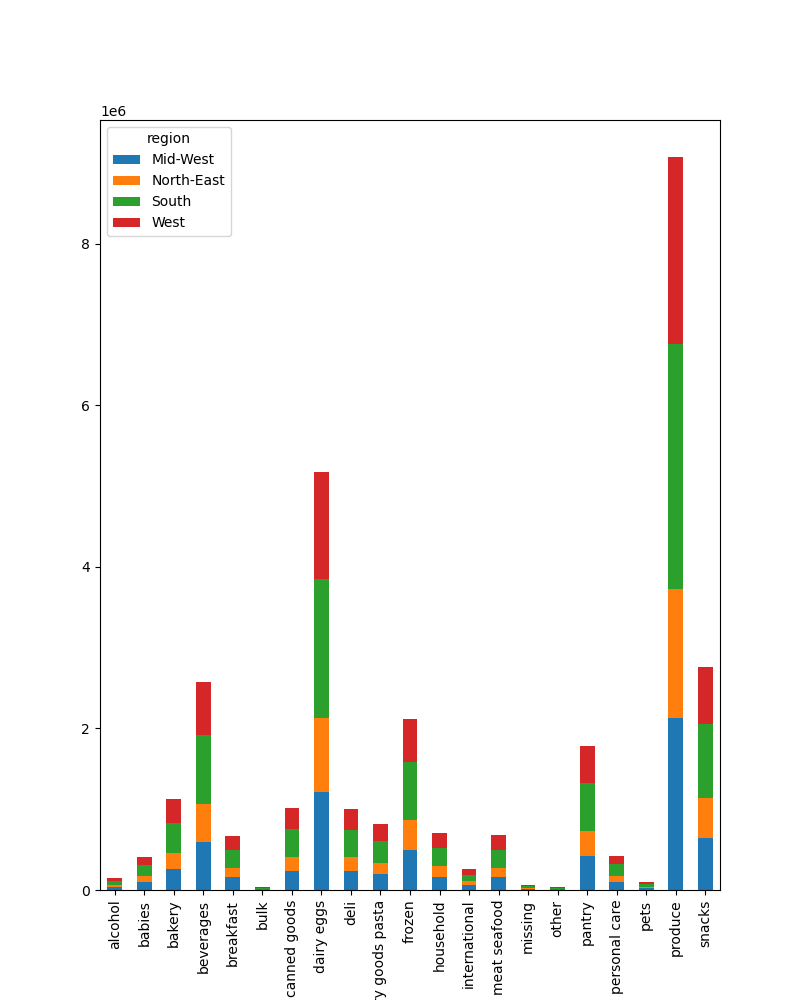 1e6
region
Mid-West
North-East
South
West
8
6
4
2
0
alcohol
babies
bakery
beverages
breakfast
bulk
canned goods
dairy eggs
deli
y goods pasta
frozen
household
international
meat seafood
missing
other
pantry
personal care
pets
produce
snacks